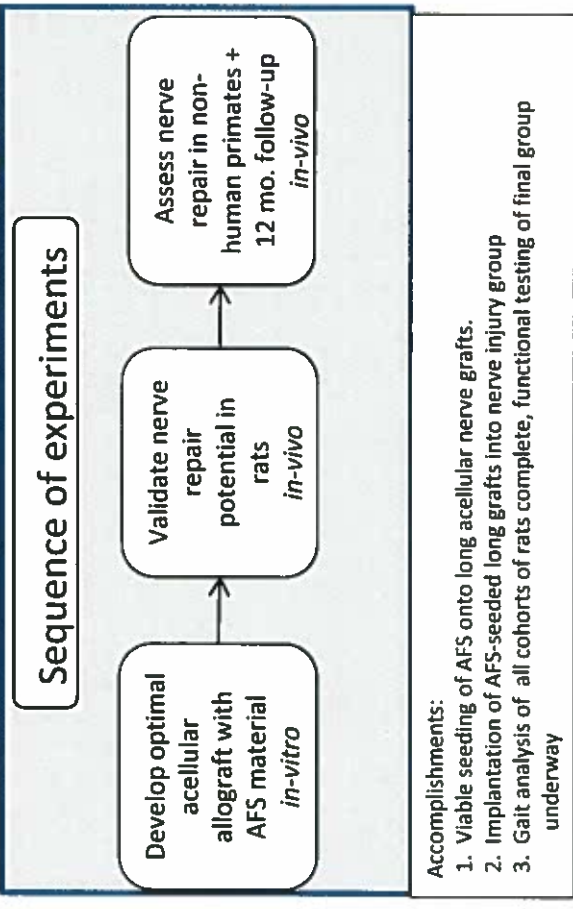 Sequence of experiments
Develop optimal
acellular
allograft with
AFS material
in-vitro
Validate nerve
repair
potential in
rats
in-vivo
Assess nerve
repair in non-
human primates +
12 mo. follow-up
in-vivo
Accomplishments:
1. Viable seeding of AFS onto long acellular nerve grafts.
2. Implantation of AFS-seeded long grafts into nerve injury group
3. Gait analysis of all cohorts of rats complete, functional testing of final group
underway